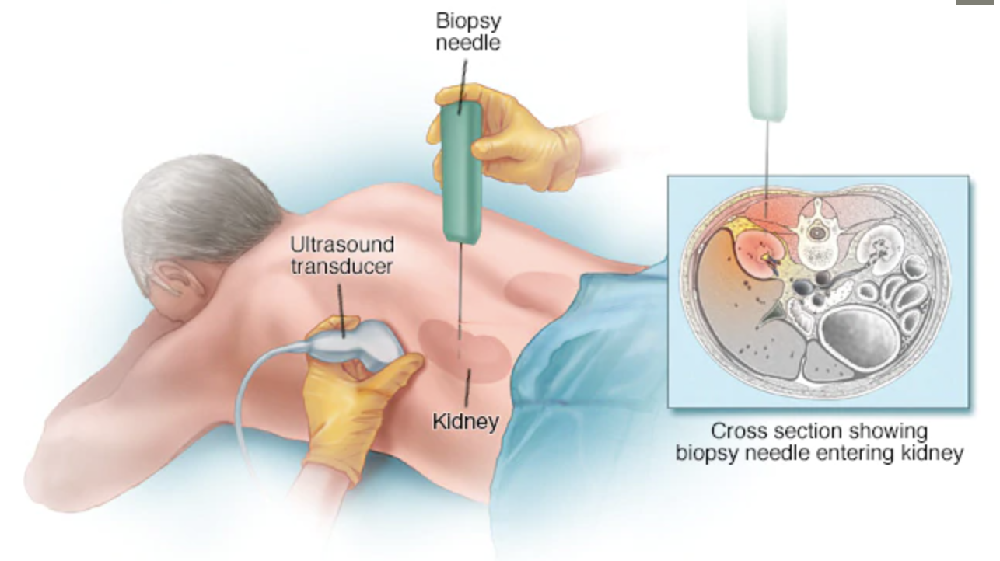 Biopsy
needle
Ultrasound
transducer
Kidney
Cross section showing
biopsy needle entering kidney